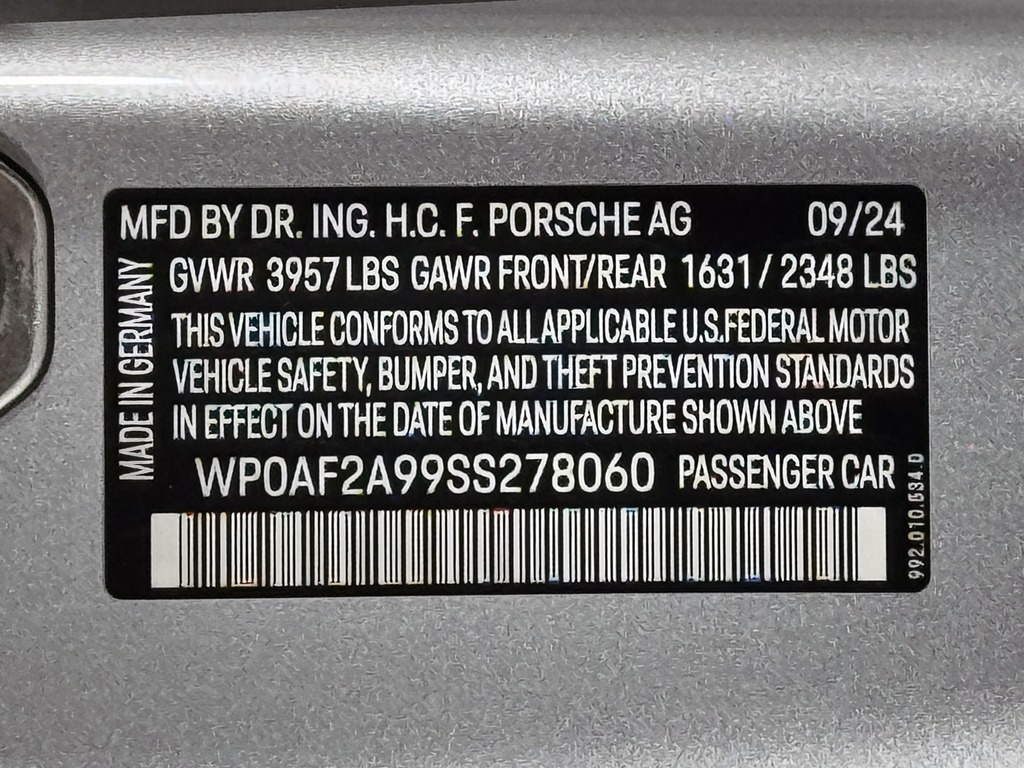 MFD BY DR. ING. H.C. F. PORSCHE AG 09/24
MADE IN GERMANY
GVWR 3957 LBS GAWR FRONT/REAR 1631 / 2348 LBS
THIS VEHICLE CONFORMS TO ALL APPLICABLE U.S.FEDERAL MOTOR
VEHICLE SAFETY, BUMPER, AND THEFT PREVENTION STANDARDS
IN EFFECT ON THE DATE OF MANUFACTURE SHOWN ABOVE
WP0AF2A99SS278060 PASSENGER CAR
992.010.534.D